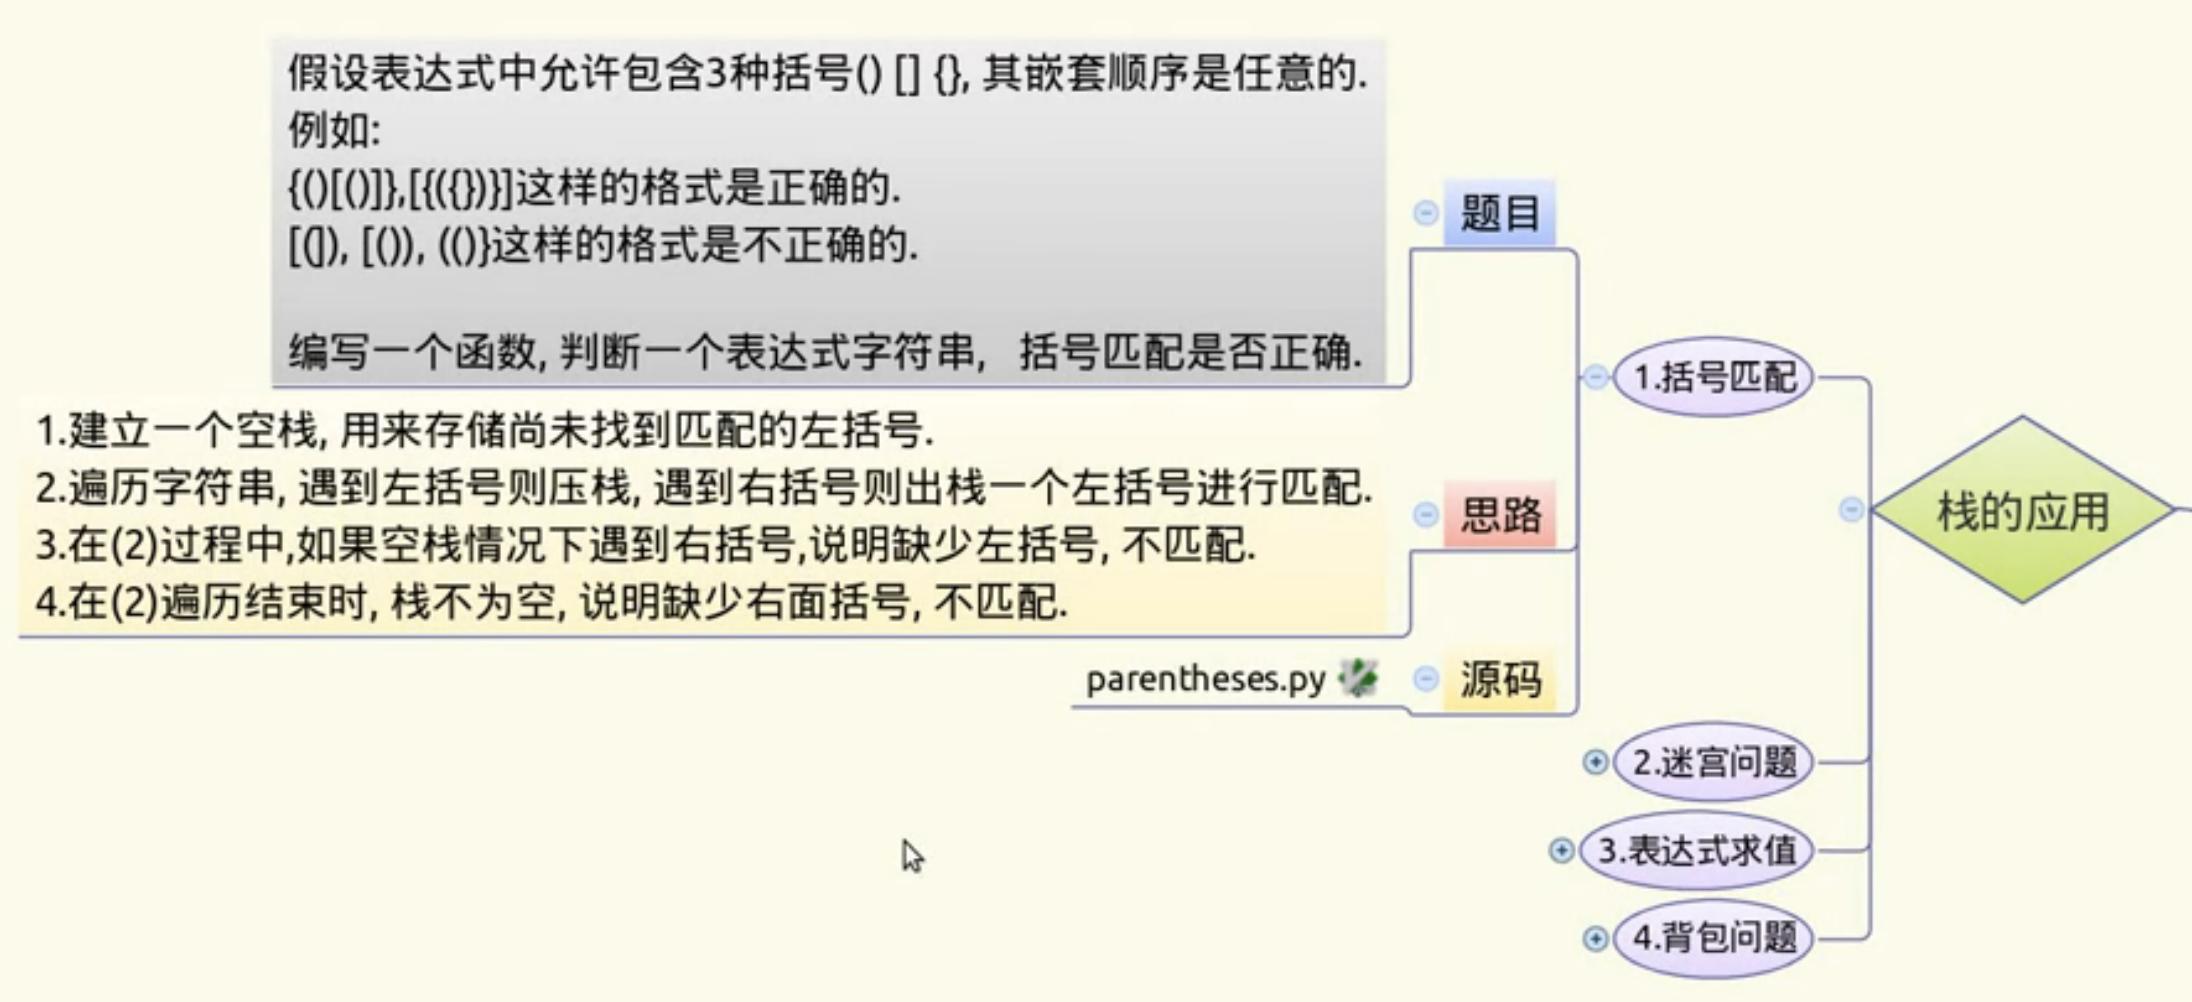 假设表达式中允许包含3种括号() [] {}, 其嵌套顺序是任意的.
例如:
{()[()]},[{({})}]这样的格式是正确的.
[(]), [()), (()}这样的格式是不正确的.
编写一个函数, 判断一个表达式字符串, 括号匹配是否正确.
题目
1.建立一个空栈, 用来存储尚未找到匹配的左括号.
2.遍历字符串, 遇到左括号则压栈, 遇到右括号则出栈一个左括号进行匹配.
3.在(2)过程中,如果空栈情况下遇到右括号,说明缺少左括号, 不匹配.
4.在(2)遍历结束时, 栈不为空, 说明缺少右面括号, 不匹配.
思路
parentheses.py
源码
1.括号匹配
2.迷宫问题
3.表达式求值
4.背包问题
栈的应用